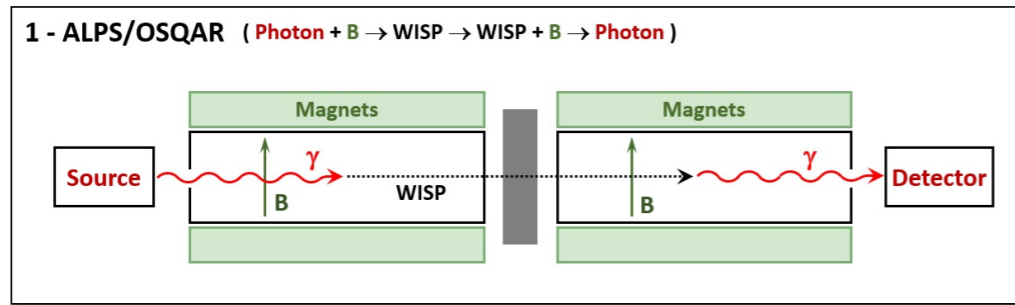 1 - ALPS/OSQAR ( Photon + B → WISP → WISP + B → Photon )
Magnets Magnets
Source γ B WISP B γ Detector